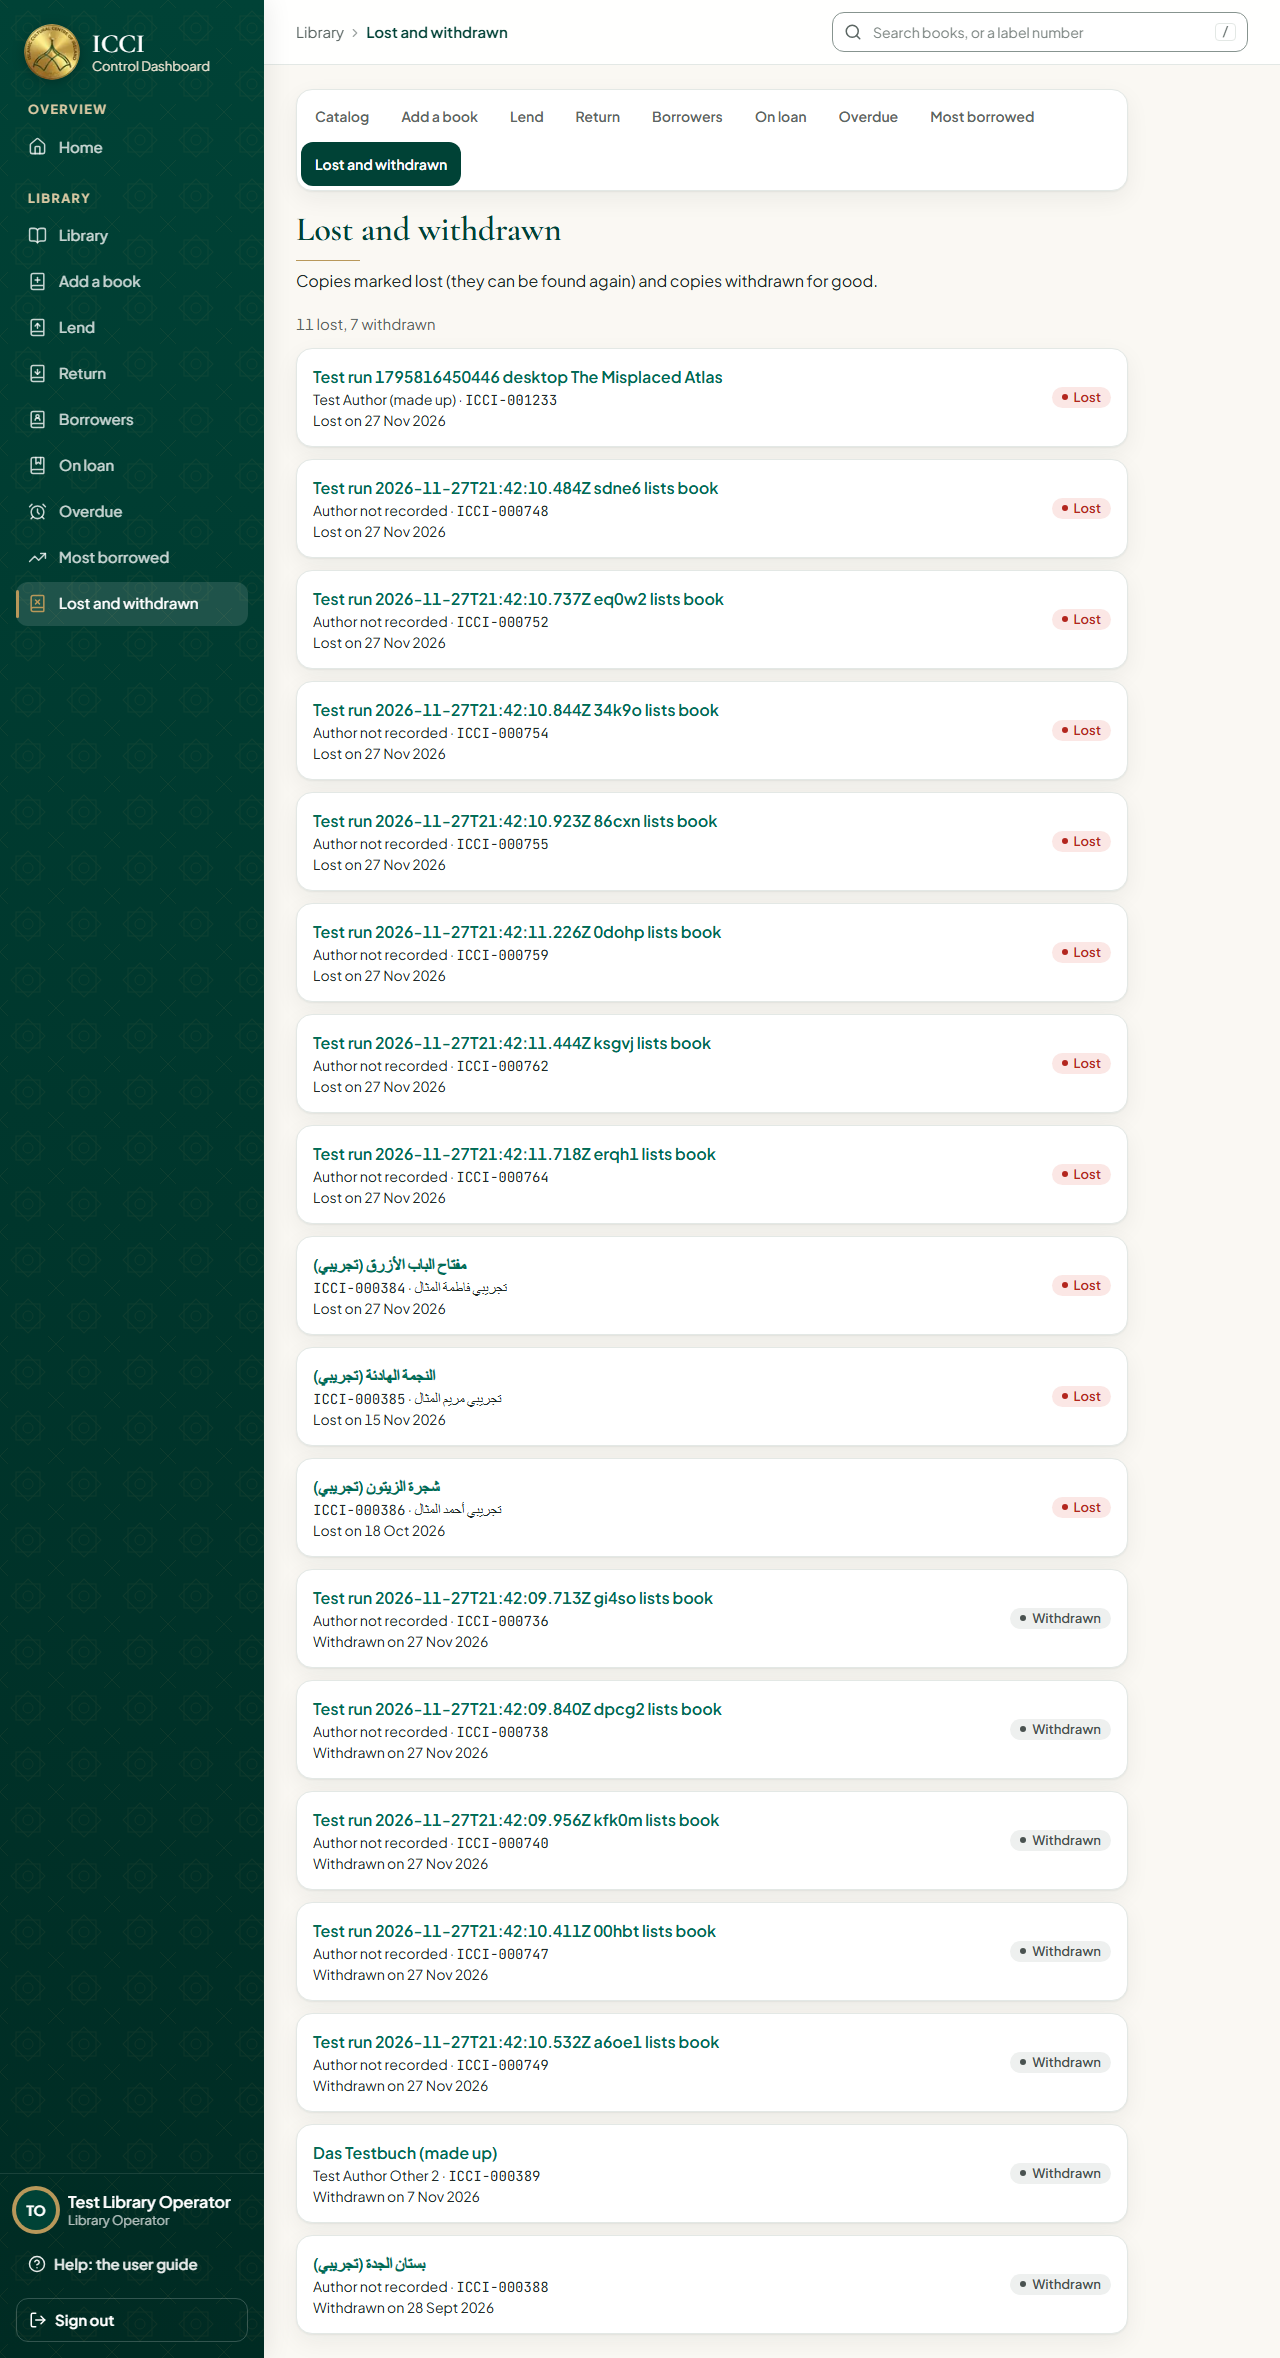 ICCI
Control Dashboard
OVERVIEW
Home
LIBRARY
Library
Add a book
Lend
Return
Borrowers
On loan
Overdue
Most borrowed
Lost and withdrawn
Test Library Operator
TO
Library Operator
Help: the user guide
Sign out
Library > Lost and withdrawn
Search books, or a label number /
Catalog Add a book Lend Return Borrowers On loan Overdue Most borrowed
Lost and withdrawn
Lost and withdrawn
Copies marked lost (they can be found again) and copies withdrawn for good.
11 lost, 7 withdrawn
Test run 1795816450446 desktop The Misplaced Atlas
Test Author (made up) · ICCI-001233
Lost on 27 Nov 2026
Lost
Test run 2026-11-27T21:42:10.484Z sdne6 lists book
Author not recorded · ICCI-000748
Lost on 27 Nov 2026
Lost
Test run 2026-11-27T21:42:10.737Z eq0w2 lists book
Author not recorded · ICCI-000752
Lost on 27 Nov 2026
Lost
Test run 2026-11-27T21:42:10.844Z 34k9o lists book
Author not recorded · ICCI-000754
Lost on 27 Nov 2026
Lost
Test run 2026-11-27T21:42:10.923Z 86cxn lists book
Author not recorded · ICCI-000755
Lost on 27 Nov 2026
Lost
Test run 2026-11-27T21:42:11.226Z 0dohp lists book
Author not recorded · ICCI-000759
Lost on 27 Nov 2026
Lost
Test run 2026-11-27T21:42:11.444Z ksgvj lists book
Author not recorded · ICCI-000762
Lost on 27 Nov 2026
Lost
Test run 2026-11-27T21:42:11.718Z erqh1 lists book
Author not recorded · ICCI-000764
Lost on 27 Nov 2026
Lost
مفتاح الباب الأزرق (تجريبي)
تجريبي فاطمة المثال · ICCI-000384
Lost on 27 Nov 2026
Lost
النجمة الهادئة (تجريبي)
تجريبي مريم المثال · ICCI-000385
Lost on 15 Nov 2026
Lost
شجرة الزيتون (تجريبي)
تجريبي أحمد المثال · ICCI-000386
Lost on 18 Oct 2026
Lost
Test run 2026-11-27T21:42:09.713Z gi4so lists book
Author not recorded · ICCI-000736
Withdrawn on 27 Nov 2026
Withdrawn
Test run 2026-11-27T21:42:09.840Z dpcg2 lists book
Author not recorded · ICCI-000738
Withdrawn on 27 Nov 2026
Withdrawn
Test run 2026-11-27T21:42:09.956Z kfk0m lists book
Author not recorded · ICCI-000740
Withdrawn on 27 Nov 2026
Withdrawn
Test run 2026-11-27T21:42:10.411Z 00hbt lists book
Author not recorded · ICCI-000747
Withdrawn on 27 Nov 2026
Withdrawn
Test run 2026-11-27T21:42:10.532Z a6oe1 lists book
Author not recorded · ICCI-000749
Withdrawn on 27 Nov 2026
Withdrawn
Das Testbuch (made up)
Test Author Other 2 · ICCI-000389
Withdrawn on 7 Nov 2026
Withdrawn
بستان الجدة (تجريبي)
Author not recorded · ICCI-000388
Withdrawn on 28 Sept 2026
Withdrawn